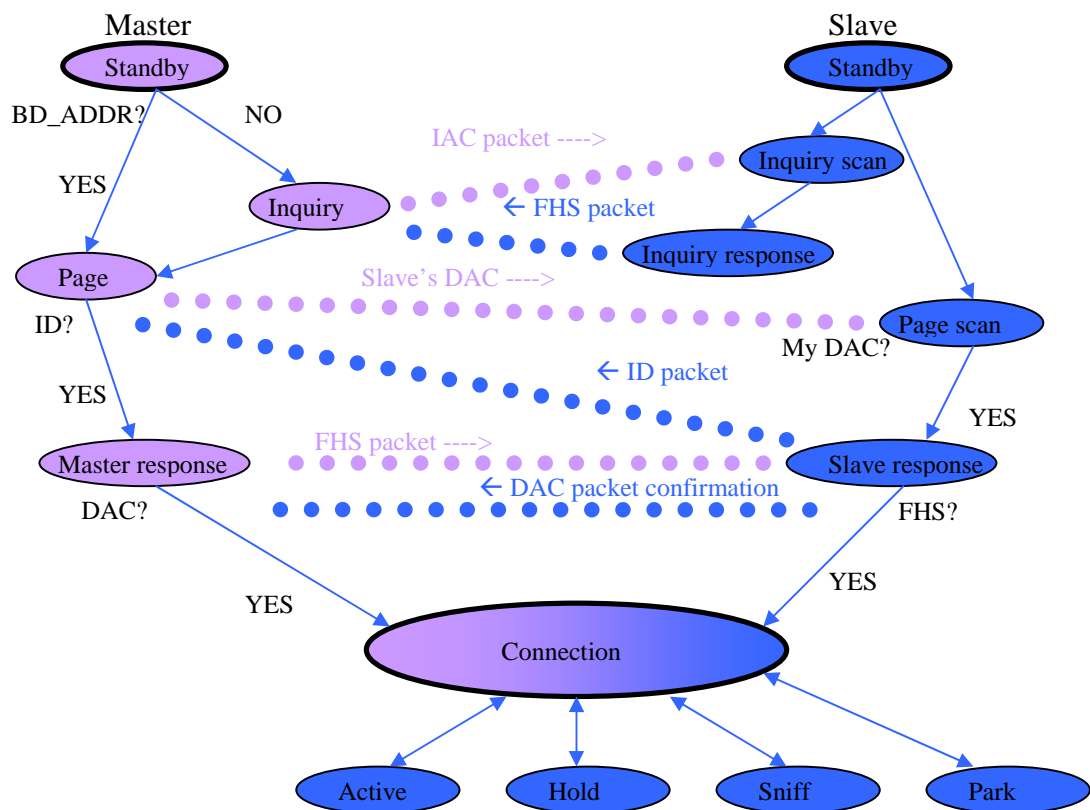 Master Slave
Standby Standby
BD_ADDR? NO
IAC packet ---->
Inquiry scan
YES
Inquiry
← FHS packet
Inquiry response
Page
Slave's DAC ---->
ID?
Page scan
My DAC?
← ID packet
YES YES
FHS packet ---->
Master response Slave response
← DAC packet confirmation
DAC? FHS?
YES YES
Connection
Active Hold Sniff Park